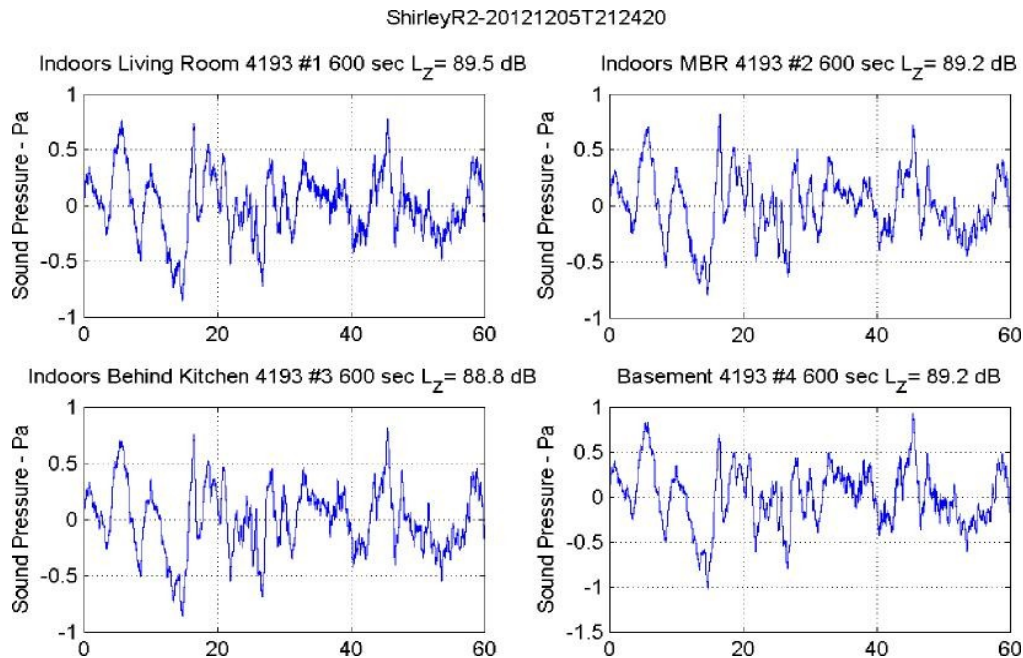 ShirleyR2-20121205T212420
Indoors Living Room 4193 #1 600 sec LZ= 89.5 dB
Sound Pressure - Pa
1
0.5
0
-0.5
-1
0 20 40 60
Indoors MBR 4193 #2 600 sec LZ= 89.2 dB
Sound Pressure - Pa
1
0.5
0
-0.5
-1
0 20 40 60
Indoors Behind Kitchen 4193 #3 600 sec LZ= 88.8 dB
Sound Pressure - Pa
1
0.5
0
-0.5
-1
0 20 40 60
Basement 4193 #4 600 sec LZ= 89.2 dB
Sound Pressure - Pa
1
0.5
0
-0.5
-1
-1.5
0 20 40 60